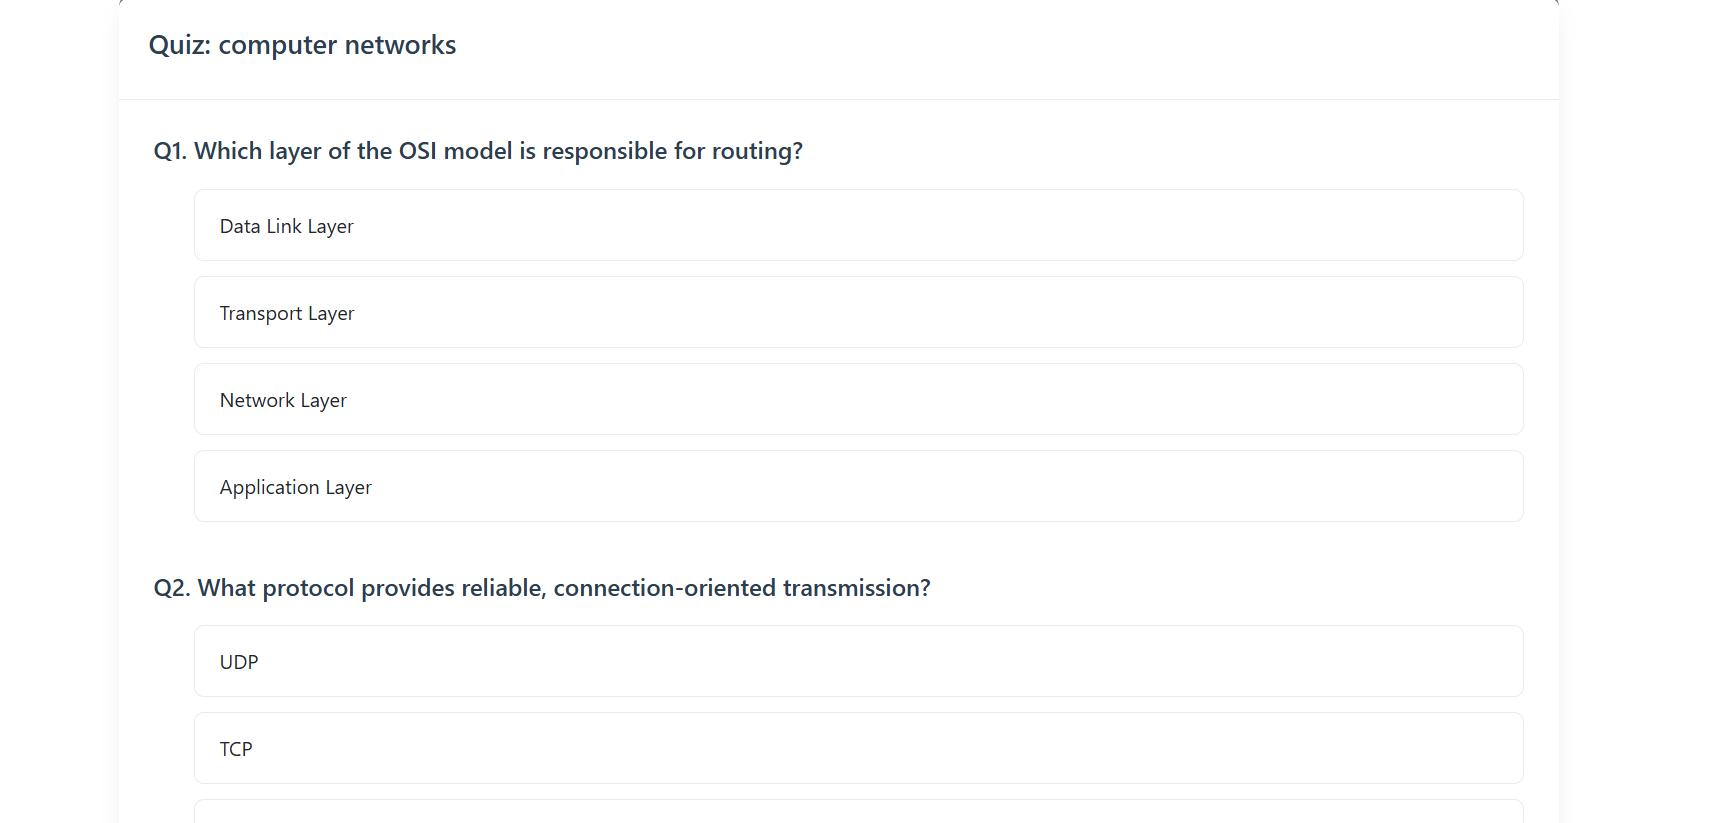 Quiz: computer networks
Q1. Which layer of the OSI model is responsible for routing?
Data Link Layer
Transport Layer
Network Layer
Application Layer
Q2. What protocol provides reliable, connection-oriented transmission?
UDP
TCP